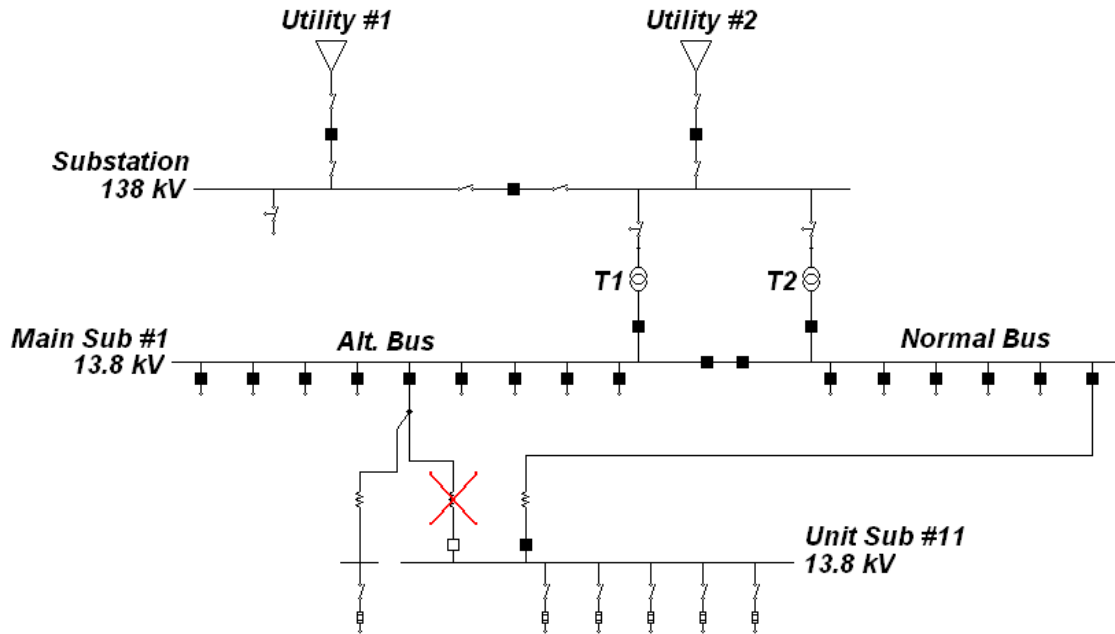 Utility #1
Utility #2
Substation
138 kV
T1
T2
Main Sub #1
13.8 kV
Alt. Bus
Normal Bus
Unit Sub #11
13.8 kV